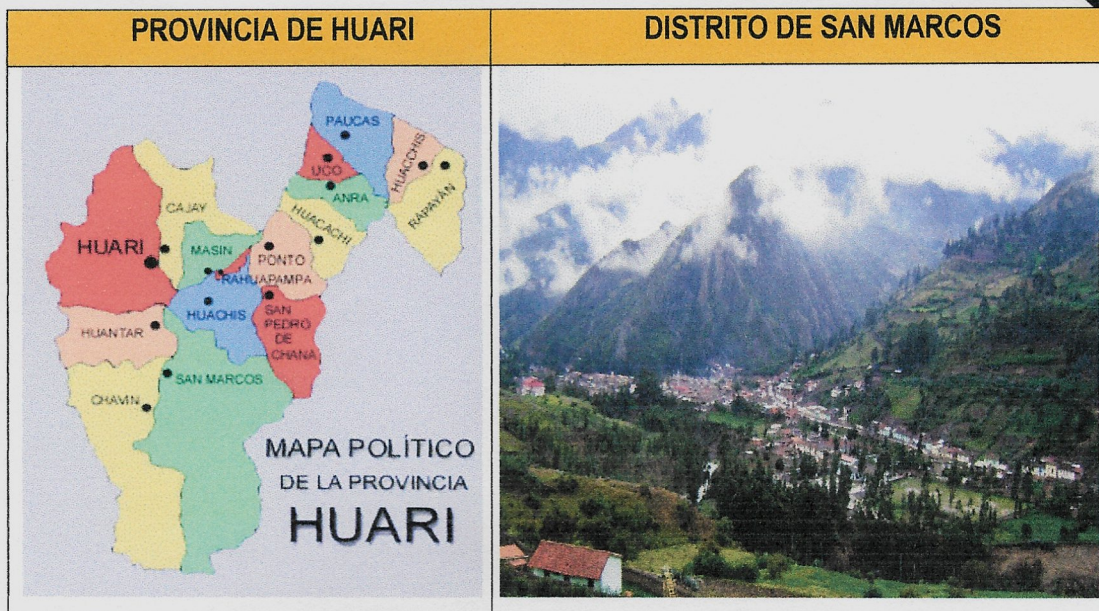 PROVINCIA DE HUARI
DISTRITO DE SAN MARCOS
PAUCAS
HUACCHIS
UCO
RAPAYÁN
ANRA
CAJAY
HUACACHI
HUARI
MASIN
PONTO
RAHUAPAMPA
HUACHIS
SAN
PEDRO
DE
CHANA
HUANTAR
SAN MARCOS
CHAVIN
MAPA POLÍTICO
DE LA PROVINCIA
HUARI